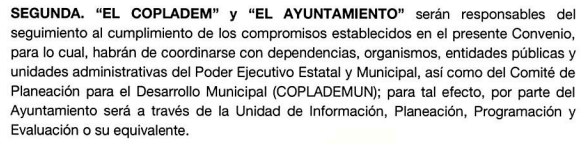 SEGUNDA. “EL COPLADEM” y “EL AYUNTAMIENTO” serán responsables del
seguimiento al cumplimiento de los compromisos establecidos en el presente Convenio,
para lo cual, habrán de coordinarse con dependencias, organismos, entidades públicas y
unidades administrativas del Poder Ejecutivo Estatal y Municipal, así como del Comité de
Planeación para el Desarrollo Municipal (COPLADEMUN); para tal efecto, por parte del
Ayuntamiento será a través de la Unidad de Información, Planeación, Programación y
Evaluación o su equivalente.